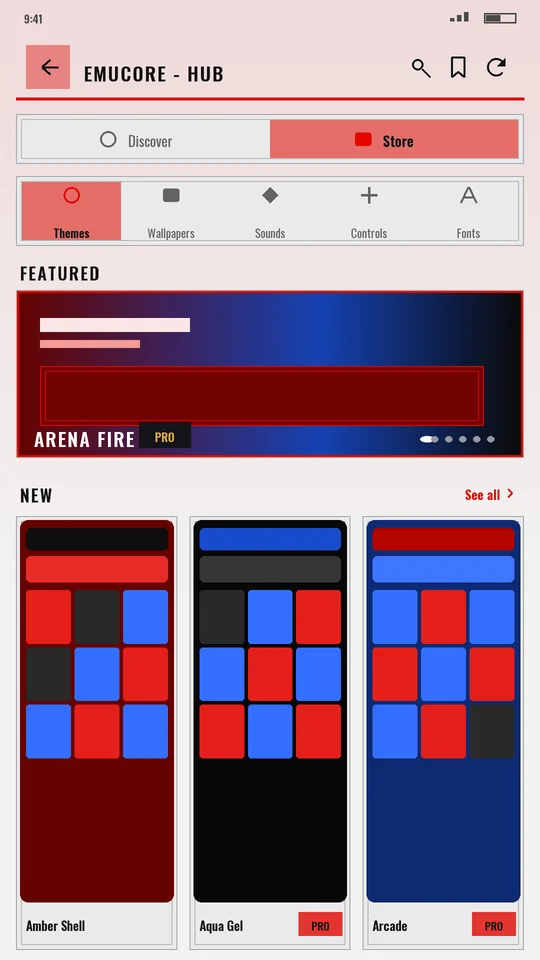 9:41
EMUCORE - HUB
Discover
Store
Themes
Wallpapers
Sounds
Controls
Fonts
FEATURED
ARENA FIRE
PRO
NEW
See all
Amber Shell
Aqua Gel
PRO
Arcade
PRO